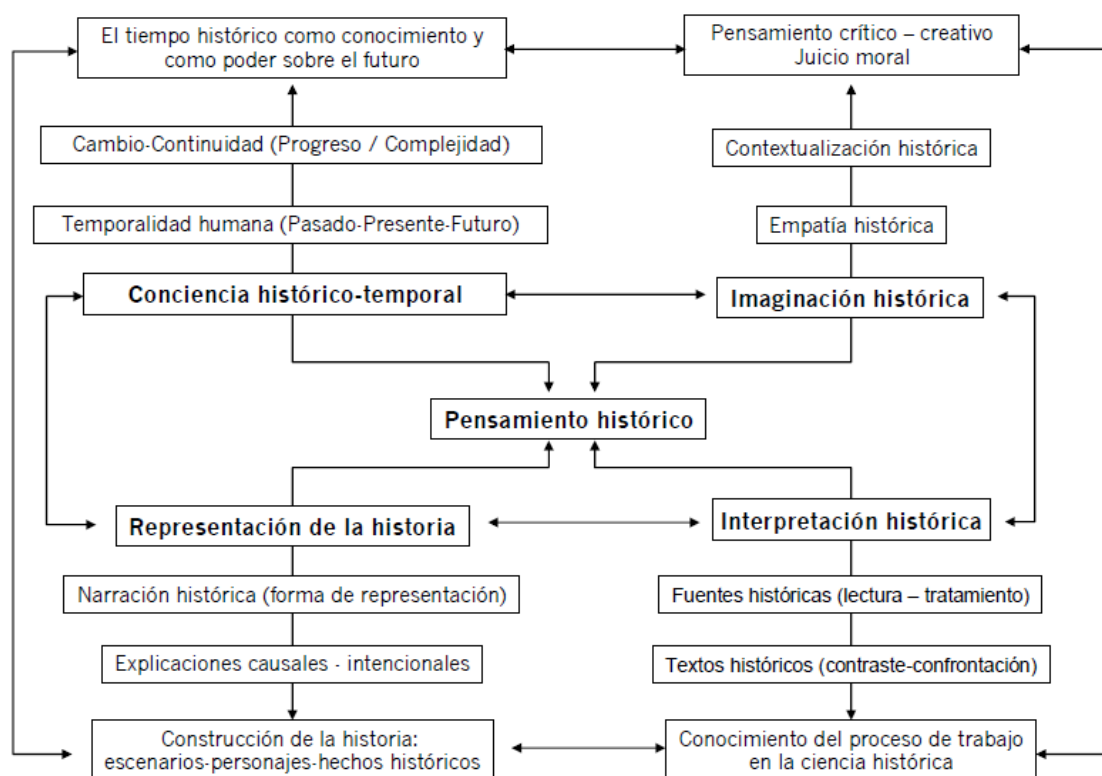 El tiempo histórico como conocimiento y
como poder sobre el futuro
Pensamiento crítico – creativo
Juicio moral
Cambio-Continuidad (Progreso / Complejidad)
Contextualización histórica
Temporalidad humana (Pasado-Presente-Futuro)
Empatía histórica
Conciencia histórico-temporal
Imaginación histórica
Pensamiento histórico
Representación de la historia
Interpretación histórica
Narración histórica (forma de representación)
Fuentes históricas (lectura – tratamiento)
Explicaciones causales - intencionales
Textos históricos (contraste-confrontación)
Construcción de la historia:
escenarios-personajes-hechos históricos
Conocimiento del proceso de trabajo
en la ciencia histórica